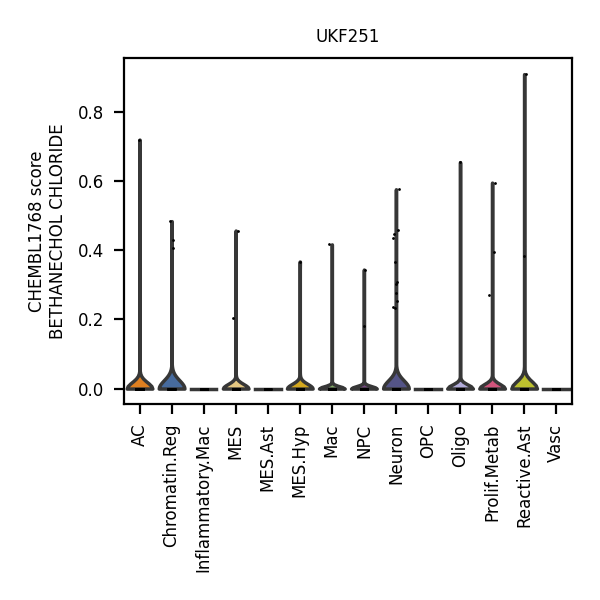 UKF251
CHEMBL1768 score
BETHANECHOL CHLORIDE
0.8
0.6
0.4
0.2
0.0
AC
Chromatin.Reg
Inflammatory.Mac
MES
MES.Ast
MES.Hyp
Mac
NPC
Neuron
OPC
Oligo
Prolif.Metab
Reactive.Ast
Vasc